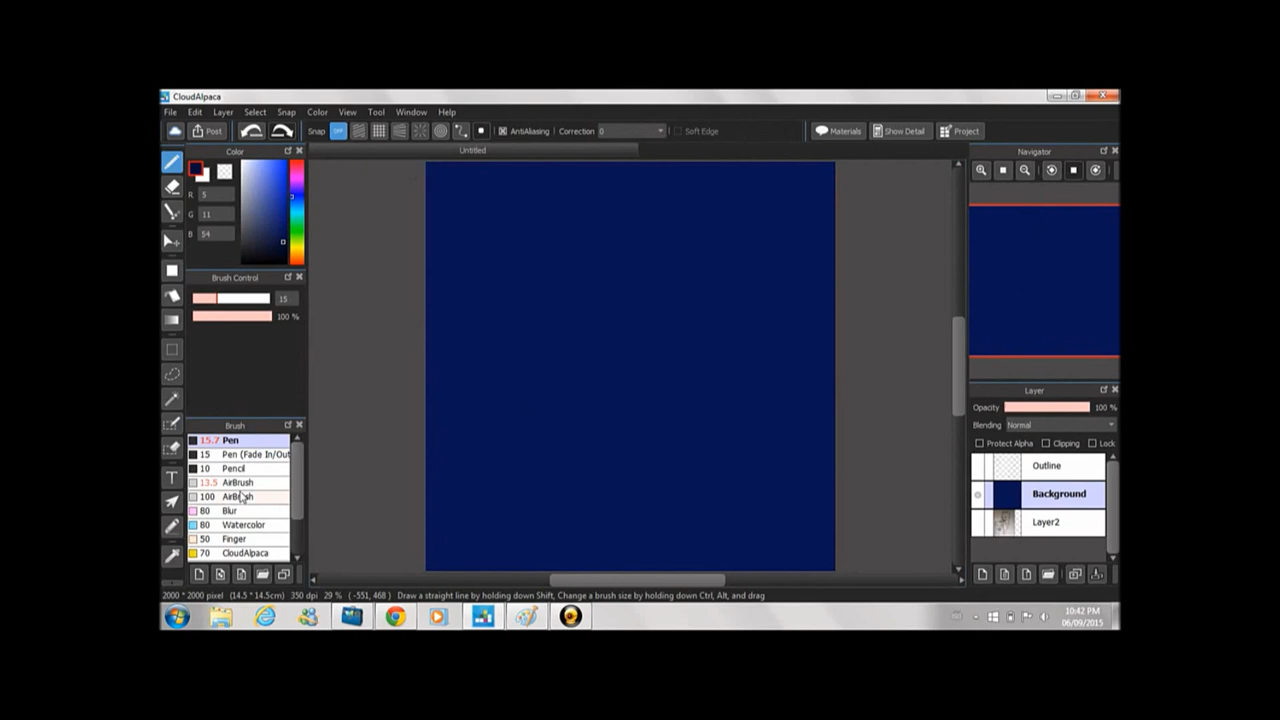 CloudAlpaca
File Edit Layer Select Snap Color View Tool Window Help
Post Snap OFF AntiAliasing Correction 0 Soft Edge Materials Show Detail Project
Color Untitled Navigator
R 5
G 11
B 54
Brush Control
15
100 %
Layer
Opacity 100 %
Blending Normal
Protect Alpha Clipping Lock
Outline
Background
Layer2
Brush
15.7 Pen
15 Pen (Fade In/Out
10 Pencil
13.5 AirBrush
100 AirBrush
80 Blur
80 Watercolor
50 Finger
70 CloudAlpaca
2000 * 2000 pixel (14.5 * 14.5cm) 350 dpi 29 % ( -551, 468 ) Draw a straight line by holding down Shift, Change a brush size by holding down Ctrl, Alt, and drag
10:42 PM
06/09/2015